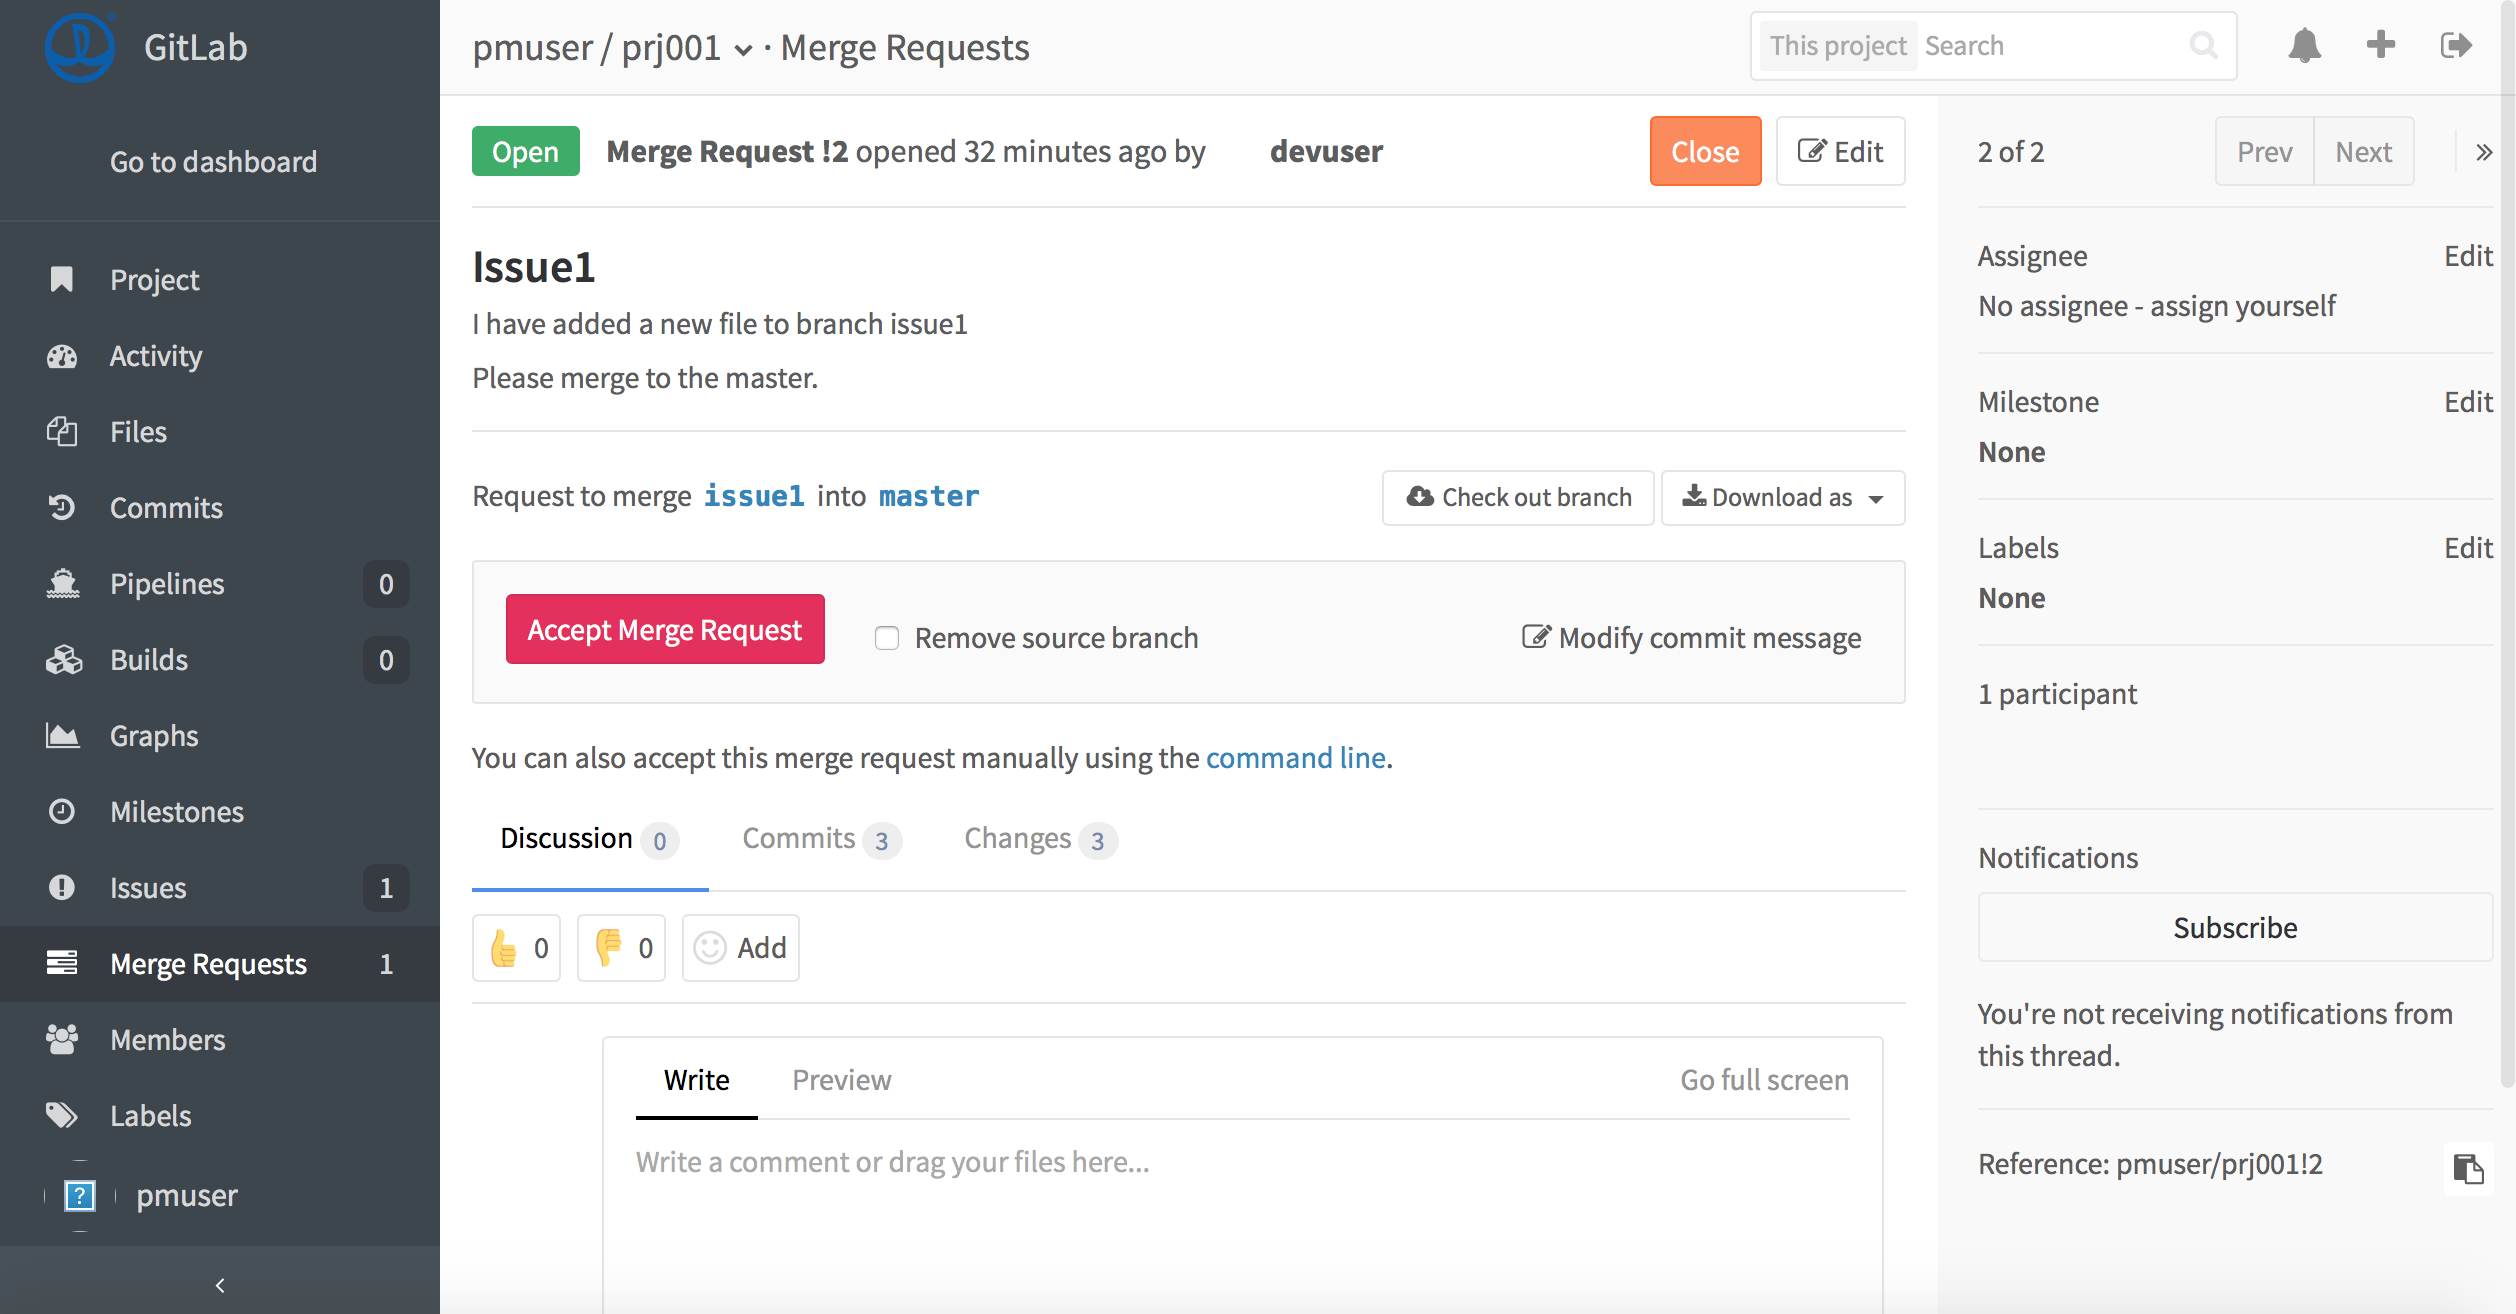 GitLab
Go to dashboard
Project
Activity
Files
Commits
Pipelines 0
Builds 0
Graphs
Milestones
Issues 1
Merge Requests 1
Members
Labels
? pmuser
pmuser / prj001 · Merge Requests
This project Search
Open Merge Request !2 opened 32 minutes ago by devuser Close Edit
Issue1
I have added a new file to branch issue1
Please merge to the master.
Request to merge issue1 into master Check out branch Download as
Accept Merge Request Remove source branch Modify commit message
You can also accept this merge request manually using the command line.
Discussion 0 Commits 3 Changes 3
0 0 Add
Write Preview Go full screen
Write a comment or drag your files here...
2 of 2 Prev Next »
Assignee Edit
No assignee - assign yourself
Milestone Edit
None
Labels Edit
None
1 participant
Notifications
Subscribe
You're not receiving notifications from
this thread.
Reference: pmuser/prj001!2